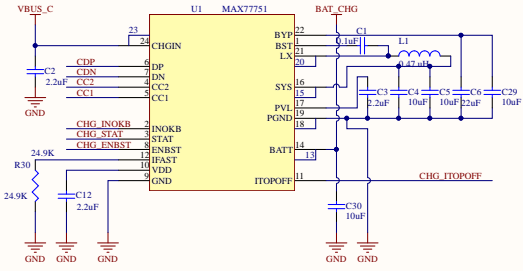 VBUS_C
U1
MAX77751
BAT_CHG
23
24
CHGIN
BYP
22
BST
1
LX
21
20
C1
0.1uF
L1
0.47 uH
C2
2.2uF
GND
CDP
6
DP
CDN
7
DN
CC2
4
CC2
CC1
5
CC1
SYS
16
15
PVL
17
PGND
19
18
C3
2.2uF
C4
10uF
C5
10uF
C6
22uF
C29
10uF
CHG_INOKB
2
INOKB
CHG_STAT
3
STAT
CHG_ENBST
8
ENBST
24.9K
12
IFAST
10
VDD
9
GND
BATT
14
13
ITOPOFF
11
CHG_ITOPOFF
R30
24.9K
C12
2.2uF
C30
10uF
GND
GND
GND
GND
GND